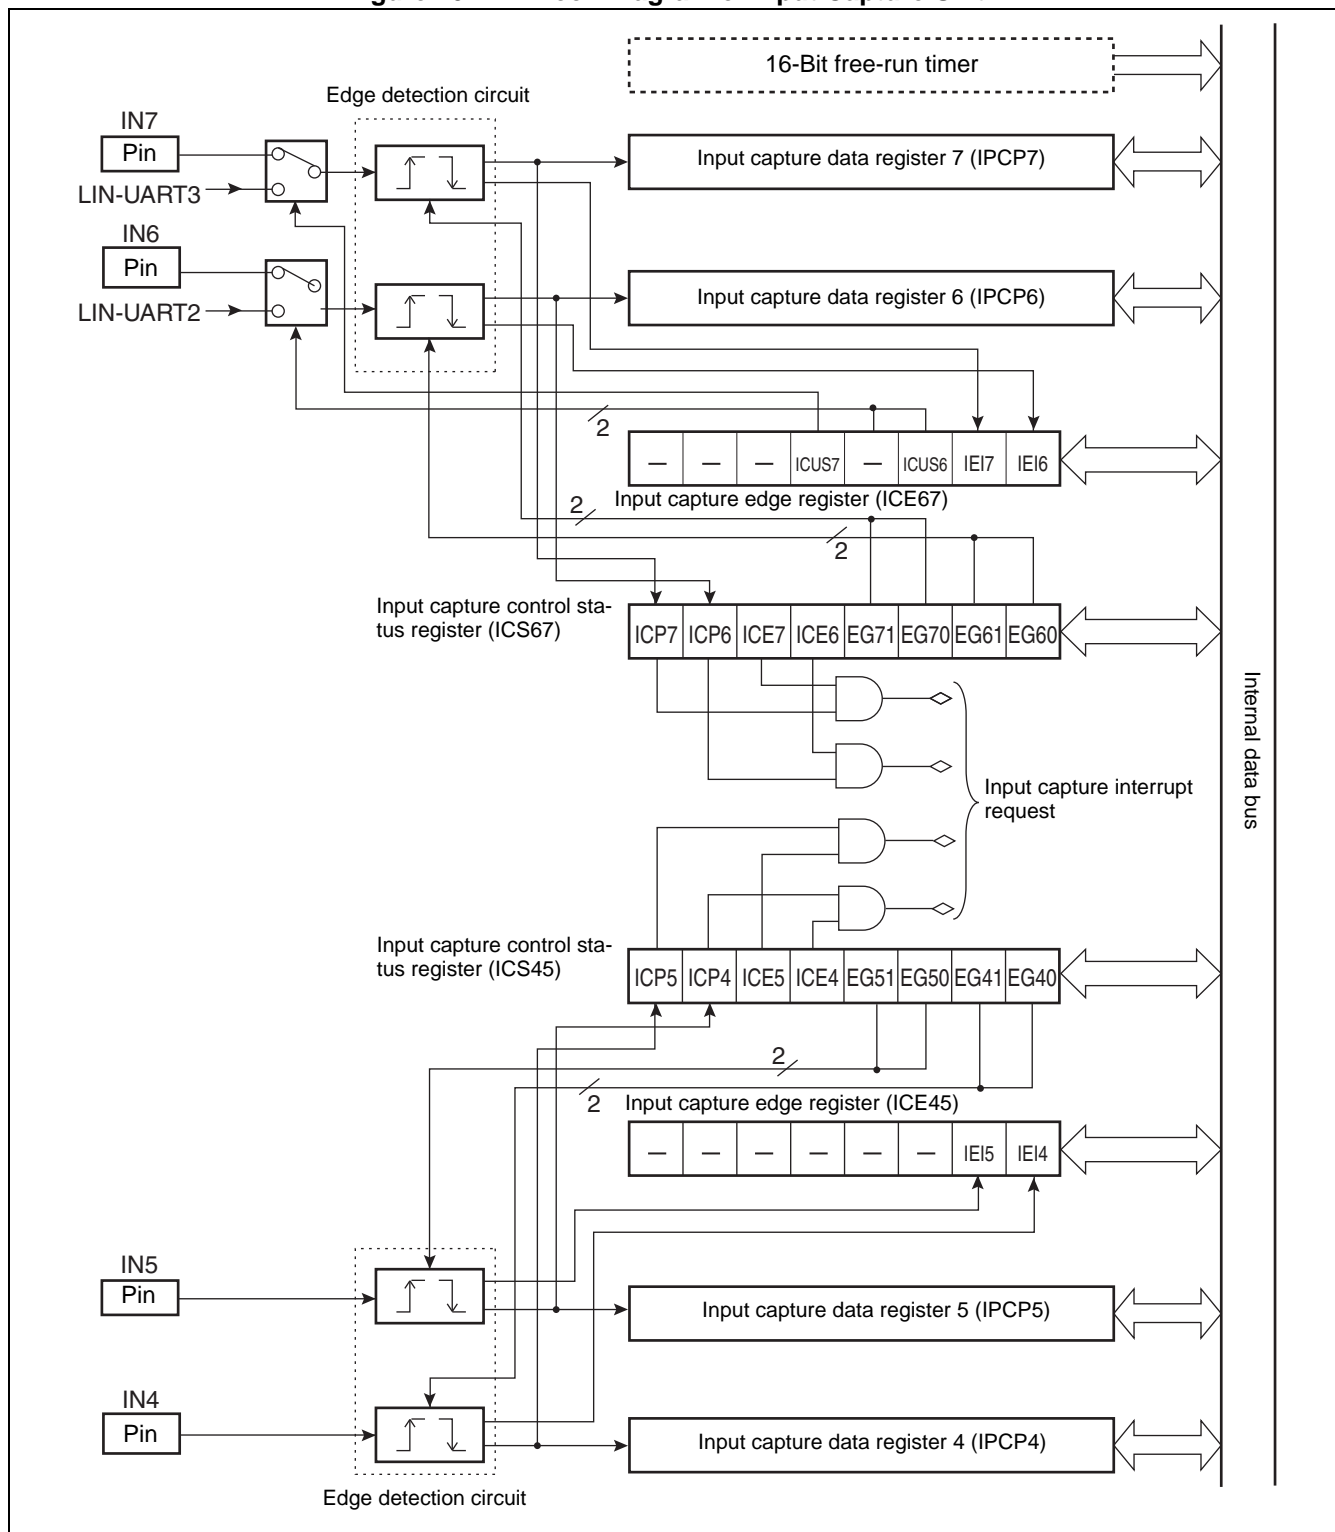 16-Bit free-run timer
Edge detection circuit
IN7
Pin
LIN-UART3
Input capture data register 7 (IPCP7)
IN6
Pin
LIN-UART2
Input capture data register 6 (IPCP6)
2
— — — ICUS7 — ICUS6 IEI7 IEI6
Input capture edge register (ICE67)
2
2
Input capture control sta-
tus register (ICS67)
ICP7 ICP6 ICE7 ICE6 EG71 EG70 EG61 EG60
Internal data bus
Input capture interrupt
request
Input capture control sta-
tus register (ICS45)
ICP5 ICP4 ICE5 ICE4 EG51 EG50 EG41 EG40
2
2
Input capture edge register (ICE45)
— — — — — — IEI5 IEI4
IN5
Pin
Input capture data register 5 (IPCP5)
IN4
Pin
Input capture data register 4 (IPCP4)
Edge detection circuit